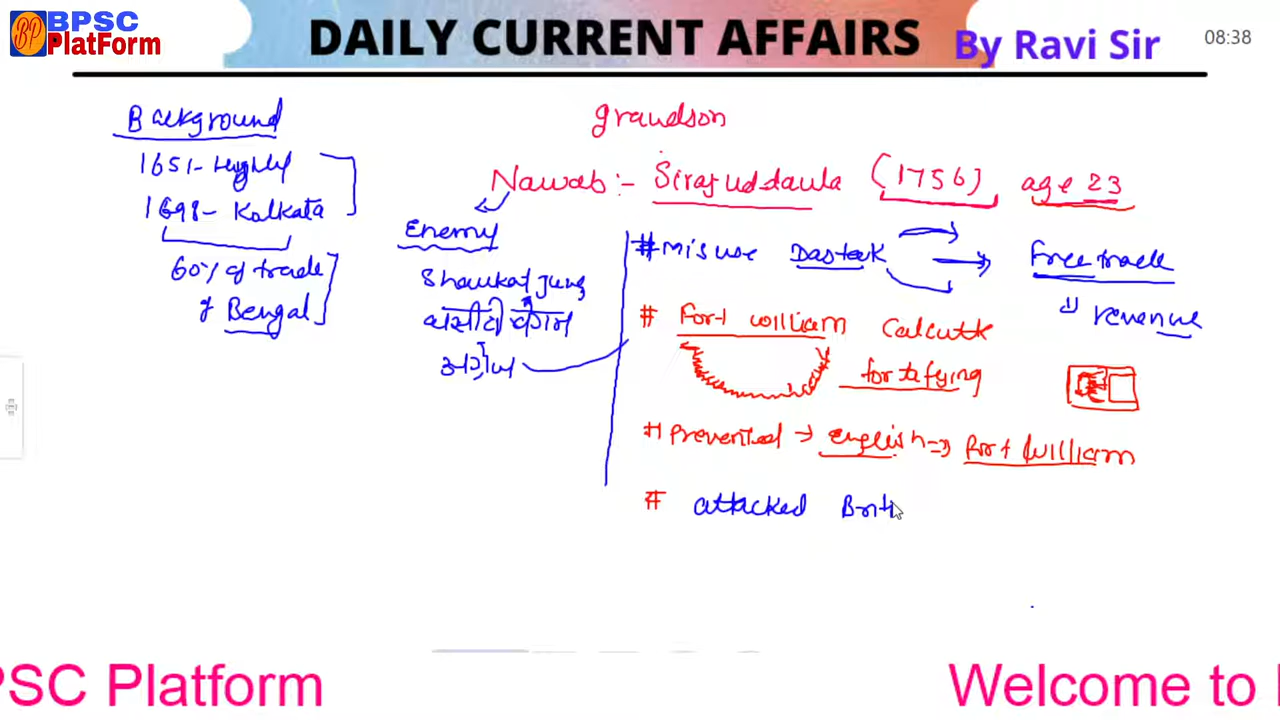 BPSC
PlatForm
DAILY CURRENT AFFAIRS
By Ravi Sir
08:38
Background
1651- Hughly
1698- Kolkata
60% of trade
of Bengal
grandson
Nawab:- Sirajuddaula (1756) age 23
Enemy
Shaukat Jung
घसीटी बेगम
# Misuse Dastak → Free trade
revenue
# Fort william Calcutta
fortifying
# Prevented → english → Fort William
# attacked Briti
PSC Platform
Welcome to